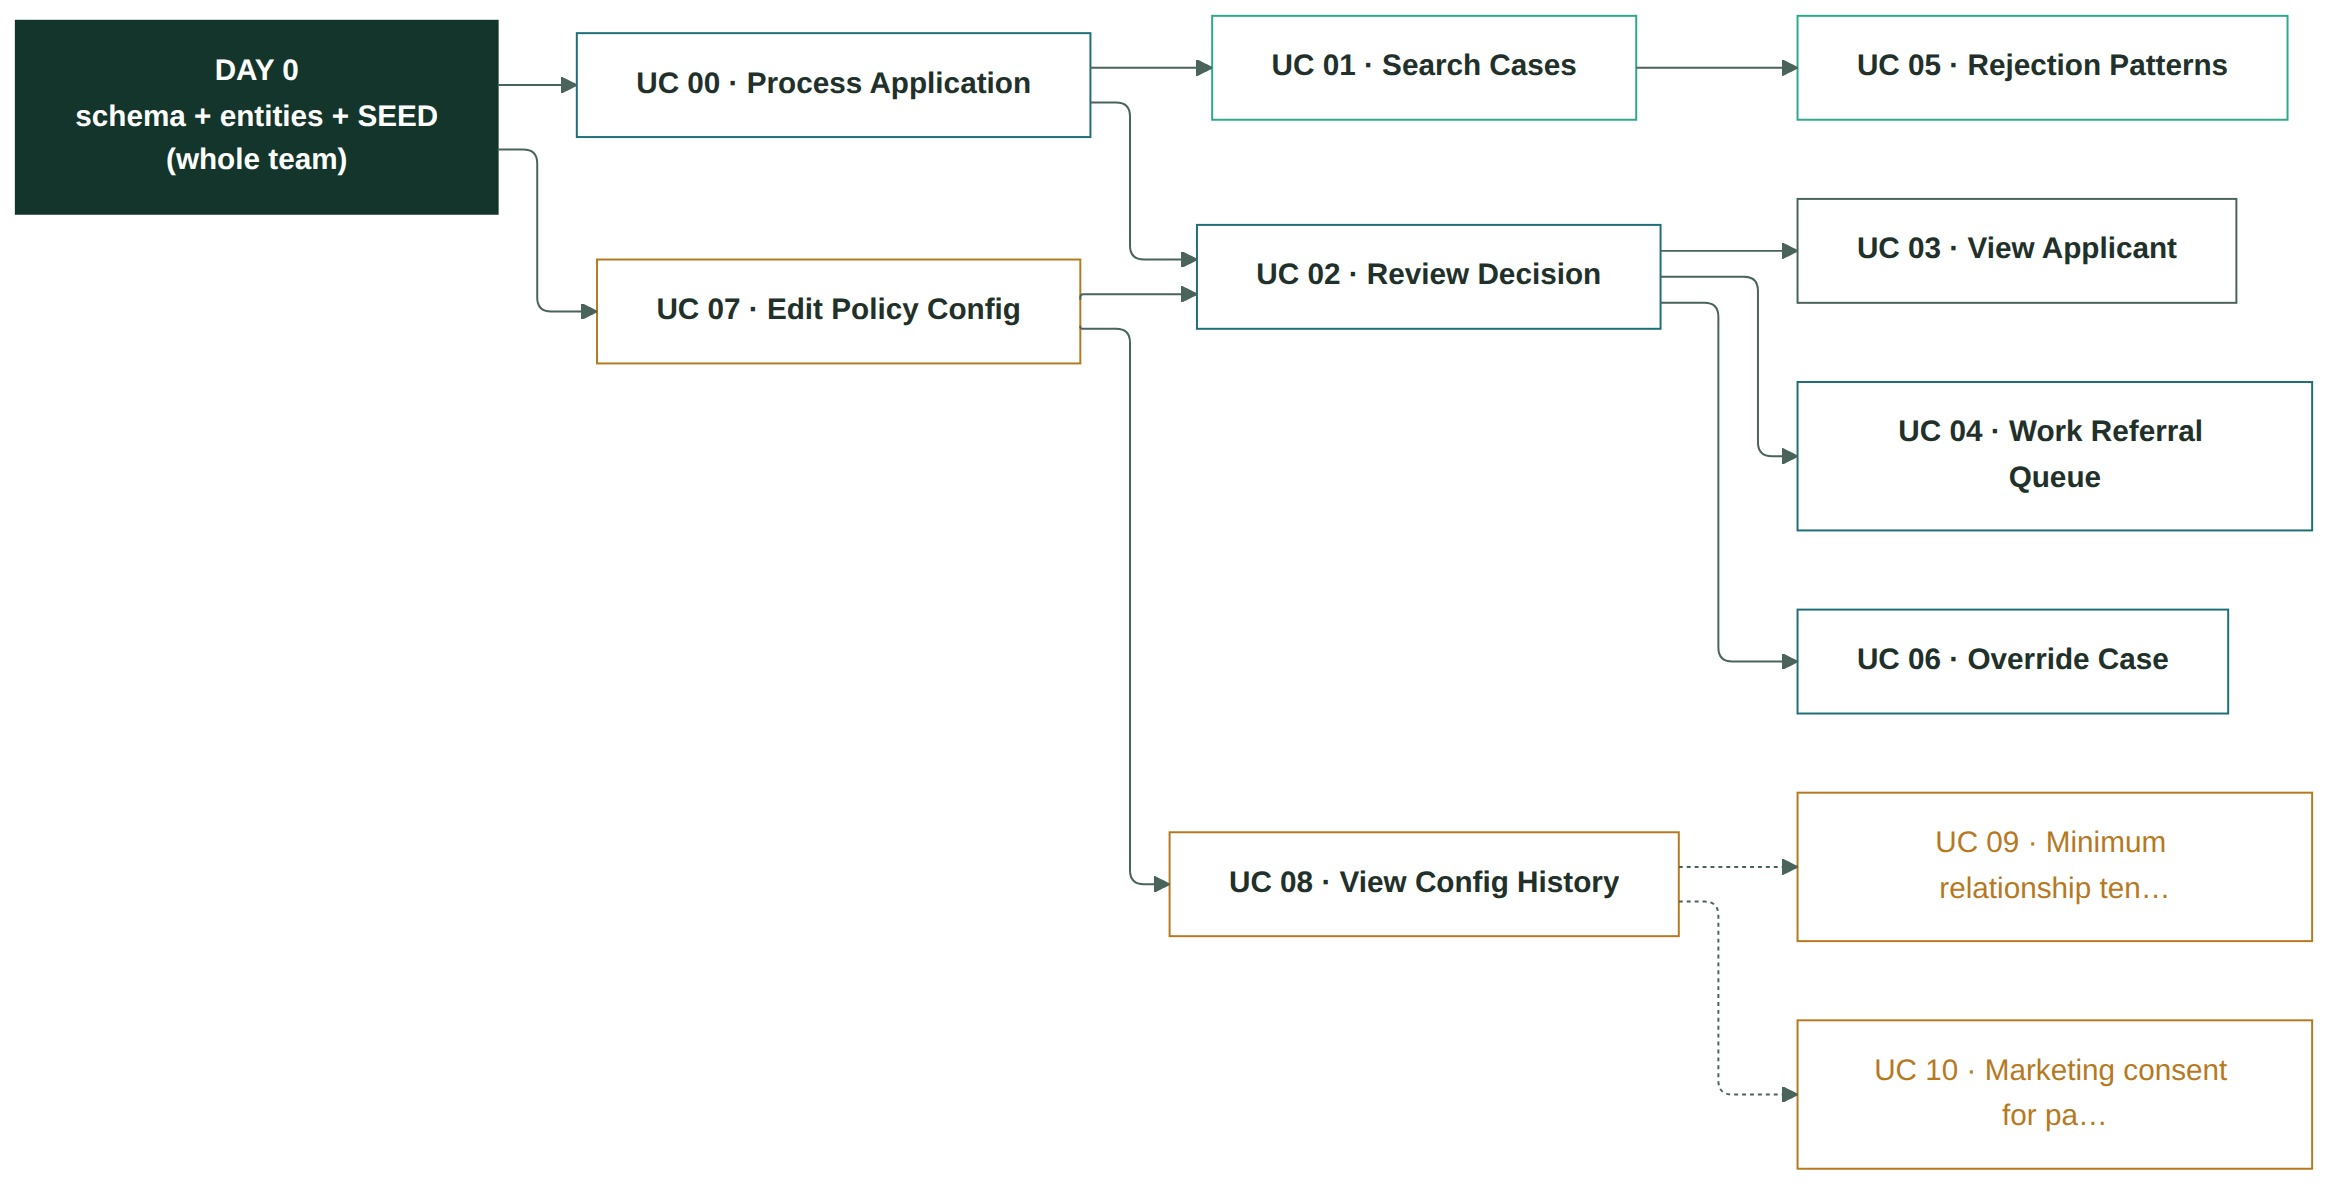 DAY 0
schema + entities + SEED
(whole team)
UC 00 · Process Application
UC 07 · Edit Policy Config
UC 01 · Search Cases
UC 02 · Review Decision
UC 08 · View Config History
UC 05 · Rejection Patterns
UC 03 · View Applicant
UC 04 · Work Referral
Queue
UC 06 · Override Case
UC 09 · Minimum
relationship ten…
UC 10 · Marketing consent
for pa…